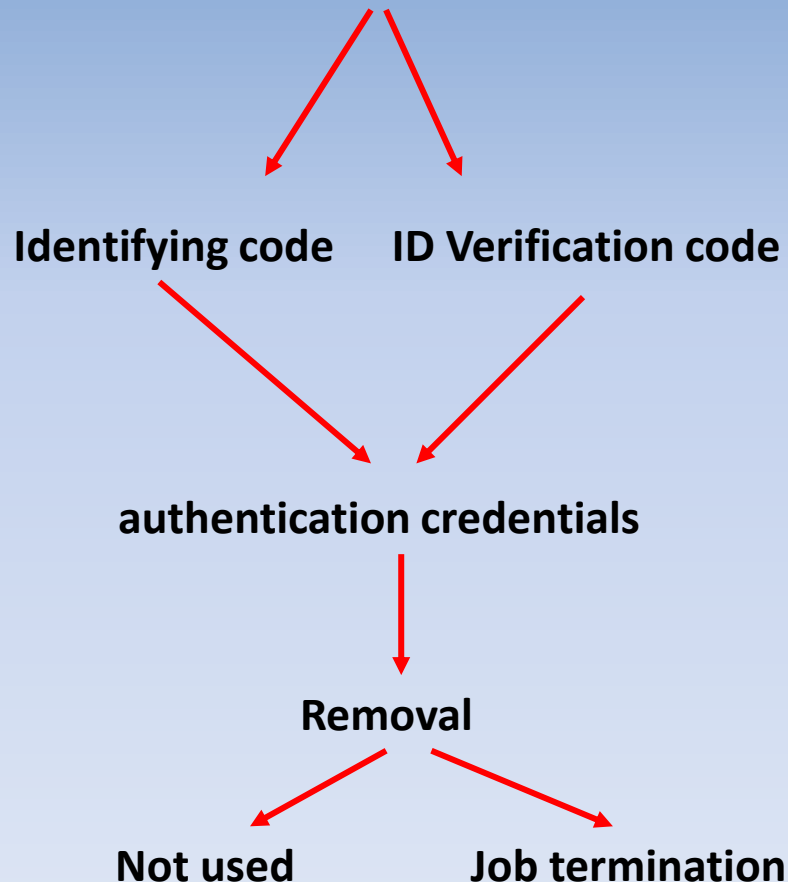 Identifying code ID Verification code
authentication credentials
Removal
Not used Job termination